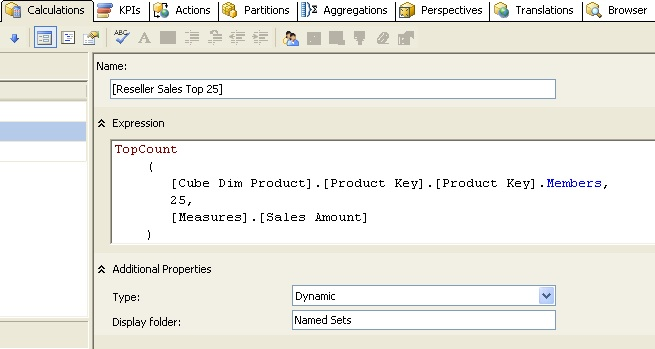 Calculations KPIs Actions Partitions Aggregations Perspectives Translations Browser
ABC
Name:
[Reseller Sales Top 25]
Expression
TopCount
(
[Cube Dim Product].[Product Key].[Product Key].Members,
25,
[Measures].[Sales Amount]
)
Additional Properties
Type: Dynamic
Display folder: Named Sets